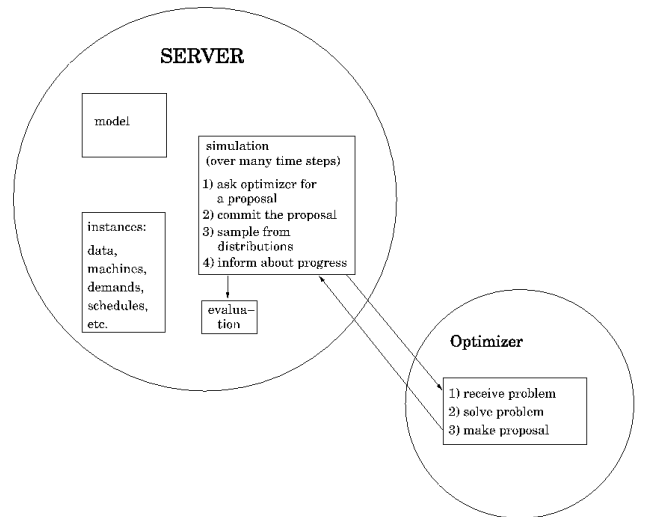 SERVER
model
simulation
(over many time steps)
1) ask optimizer for
a proposal
2) commit the proposal
3) sample from
distributions
4) inform about progress
instances:
data,
machines,
demands,
schedules,
etc.
evalua–
tion
Optimizer
1) receive problem
2) solve problem
3) make proposal